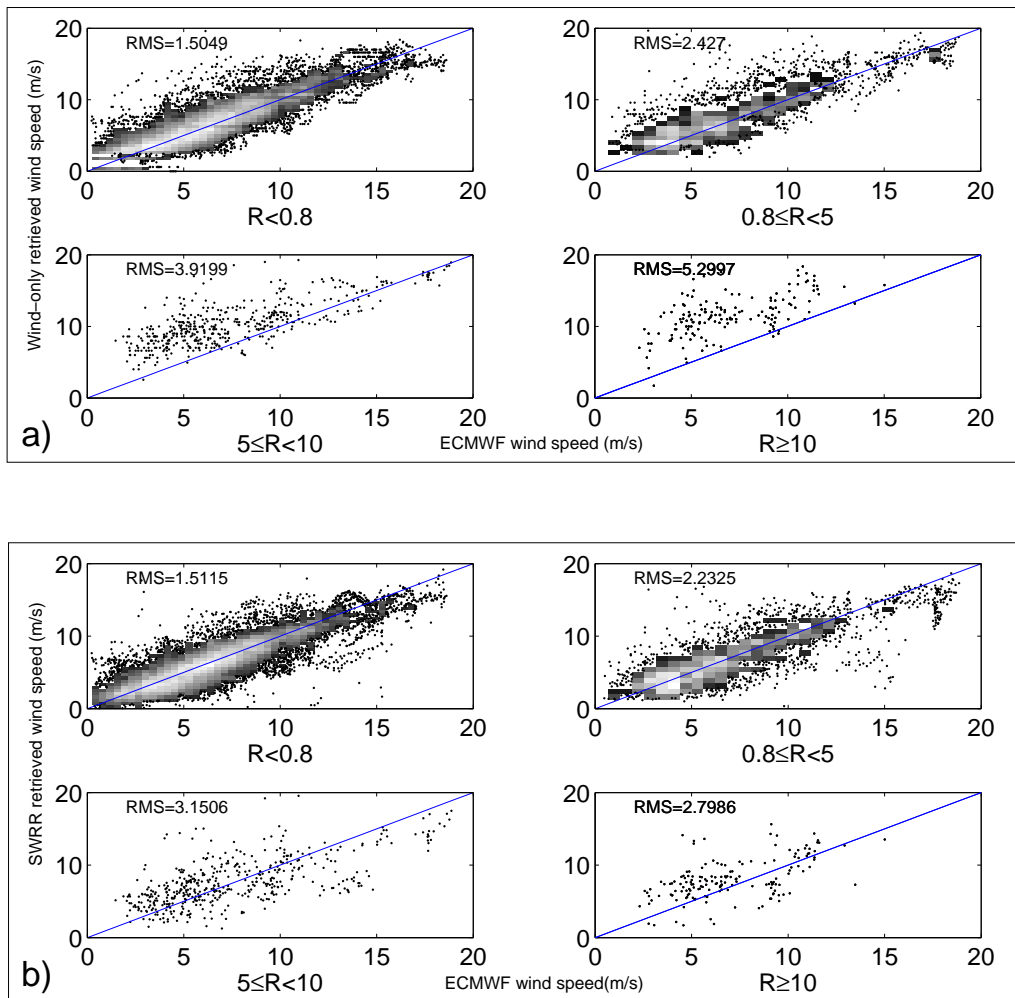 20
10
0
0 5 10 15 20
RMS=1.5049
R<0.8
20
10
0
0 5 10 15 20
RMS=2.427
0.8≤R<5
Wind–only retrieved wind speed (m/s)
20
10
0
0 5 10 15 20
RMS=3.9199
5≤R<10
20
10
0
0 5 10 15 20
RMS=5.2997
R≥10
ECMWF wind speed (m/s)
a)
20
10
0
0 5 10 15 20
RMS=1.5115
R<0.8
20
10
0
0 5 10 15 20
RMS=2.2325
0.8≤R<5
SWRR retrieved wind speed (m/s)
20
10
0
0 5 10 15 20
RMS=3.1506
5≤R<10
20
10
0
0 5 10 15 20
RMS=2.7986
R≥10
ECMWF wind speed(m/s)
b)